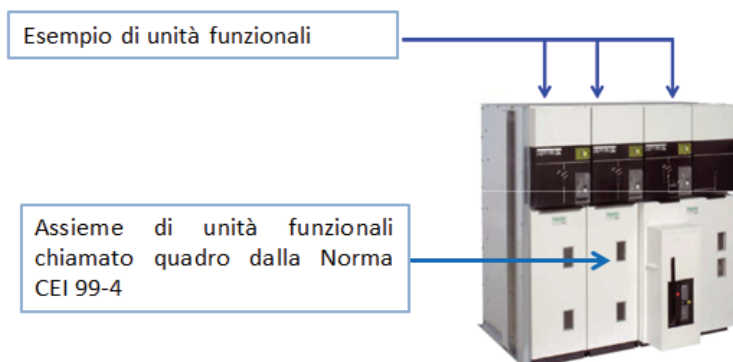 Esempio di unità funzionali
Assieme di unità funzionali
chiamato quadro dalla Norma
CEI 99-4